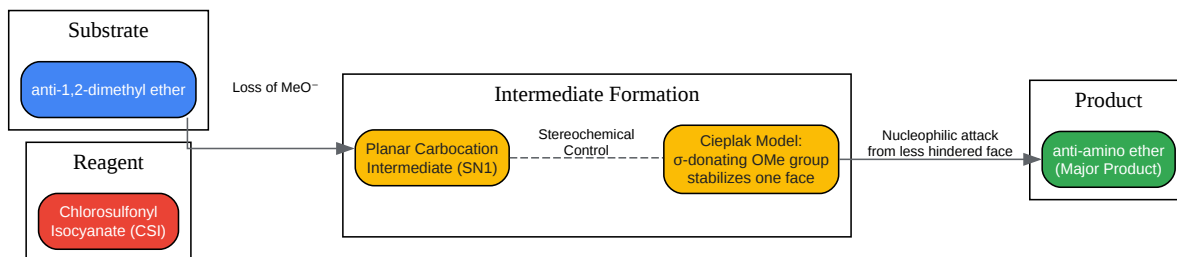 Substrate
anti-1,2-dimethyl ether
Reagent
Chlorosulfonyl
Isocyanate (CSI)
Loss of MeO⁻
Intermediate Formation
Planar Carbocation
Intermediate (SN1)
Stereochemical
Control
Cieplak Model:
σ-donating OMe group
stabilizes one face
Nucleophilic attack
from less hindered face
Product
anti-amino ether
(Major Product)